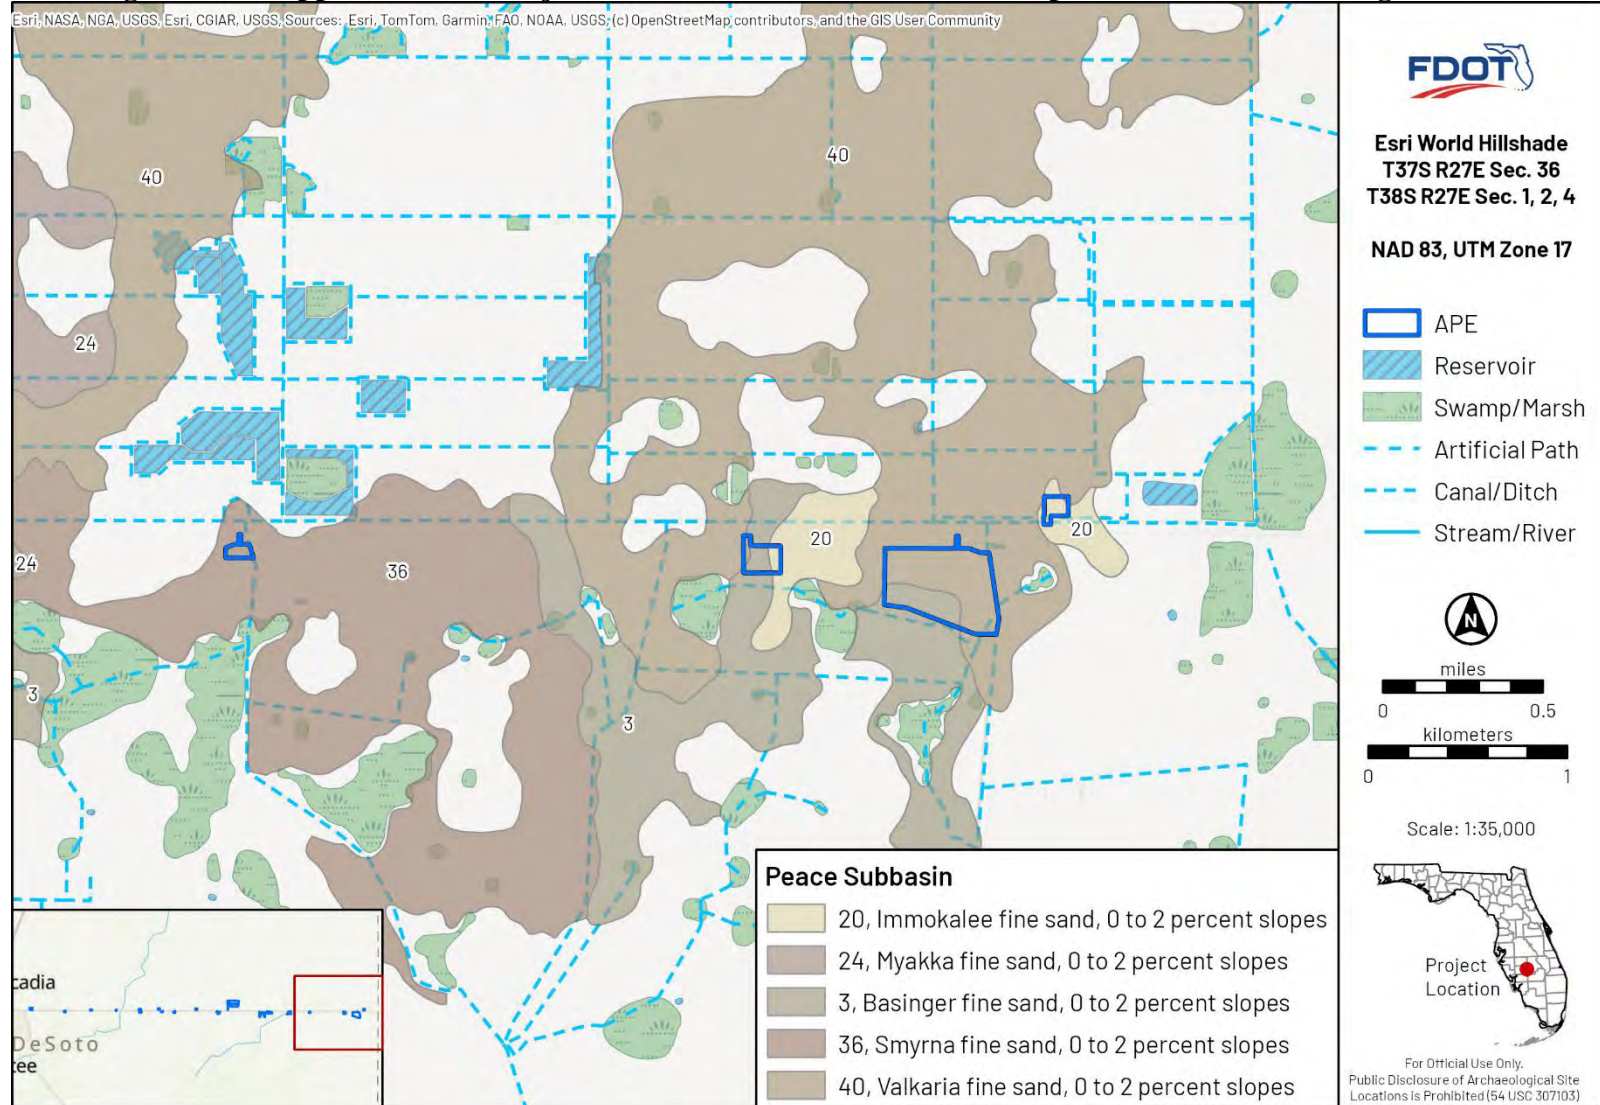 Esri, NASA, NGA, USGS, Esri, CGIAR, USGS, Sources: Esri, TomTom, Garmin, FAO, NOAA, USGS, (c) OpenStreetMap contributors, and the GIS User Community
40
40
24
20
20
24
36
3
3
FDOT
Esri World Hillshade
T37S R27E Sec. 36
T38S R27E Sec. 1, 2, 4
NAD 83, UTM Zone 17
APE
Reservoir
Swamp/Marsh
Artificial Path
Canal/Ditch
Stream/River
N
miles
0 0.5
kilometers
0 1
Scale: 1:35,000
Project
Location
For Official Use Only.
Public Disclosure of Archaeological Site
Locations is Prohibited (54 USC 307103)
Peace Subbasin
20, Immokalee fine sand, 0 to 2 percent slopes
24, Myakka fine sand, 0 to 2 percent slopes
3, Basinger fine sand, 0 to 2 percent slopes
36, Smyrna fine sand, 0 to 2 percent slopes
40, Valkaria fine sand, 0 to 2 percent slopes
cadia
DeSoto
tee